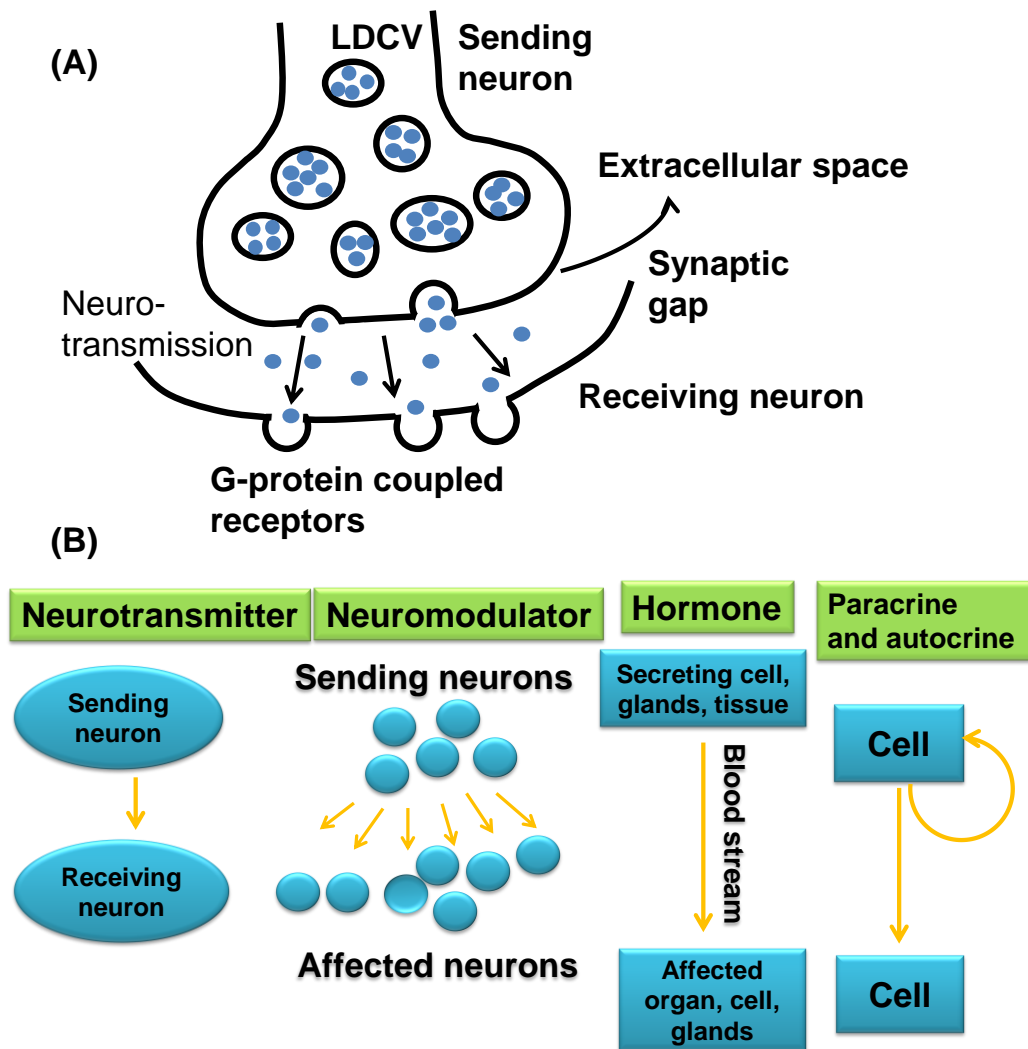 (A)
LDCV
Sending
neuron
Extracellular space
Synaptic
gap
Neuro-
transmission
Receiving neuron
G-protein coupled
receptors
(B)
Neurotransmitter
Neuromodulator
Hormone
Paracrine
and autocrine
Sending
neuron
Receiving
neuron
Sending neurons
Affected neurons
Secreting cell,
glands, tissue
Blood stream
Affected
organ, cell,
glands
Cell
Cell